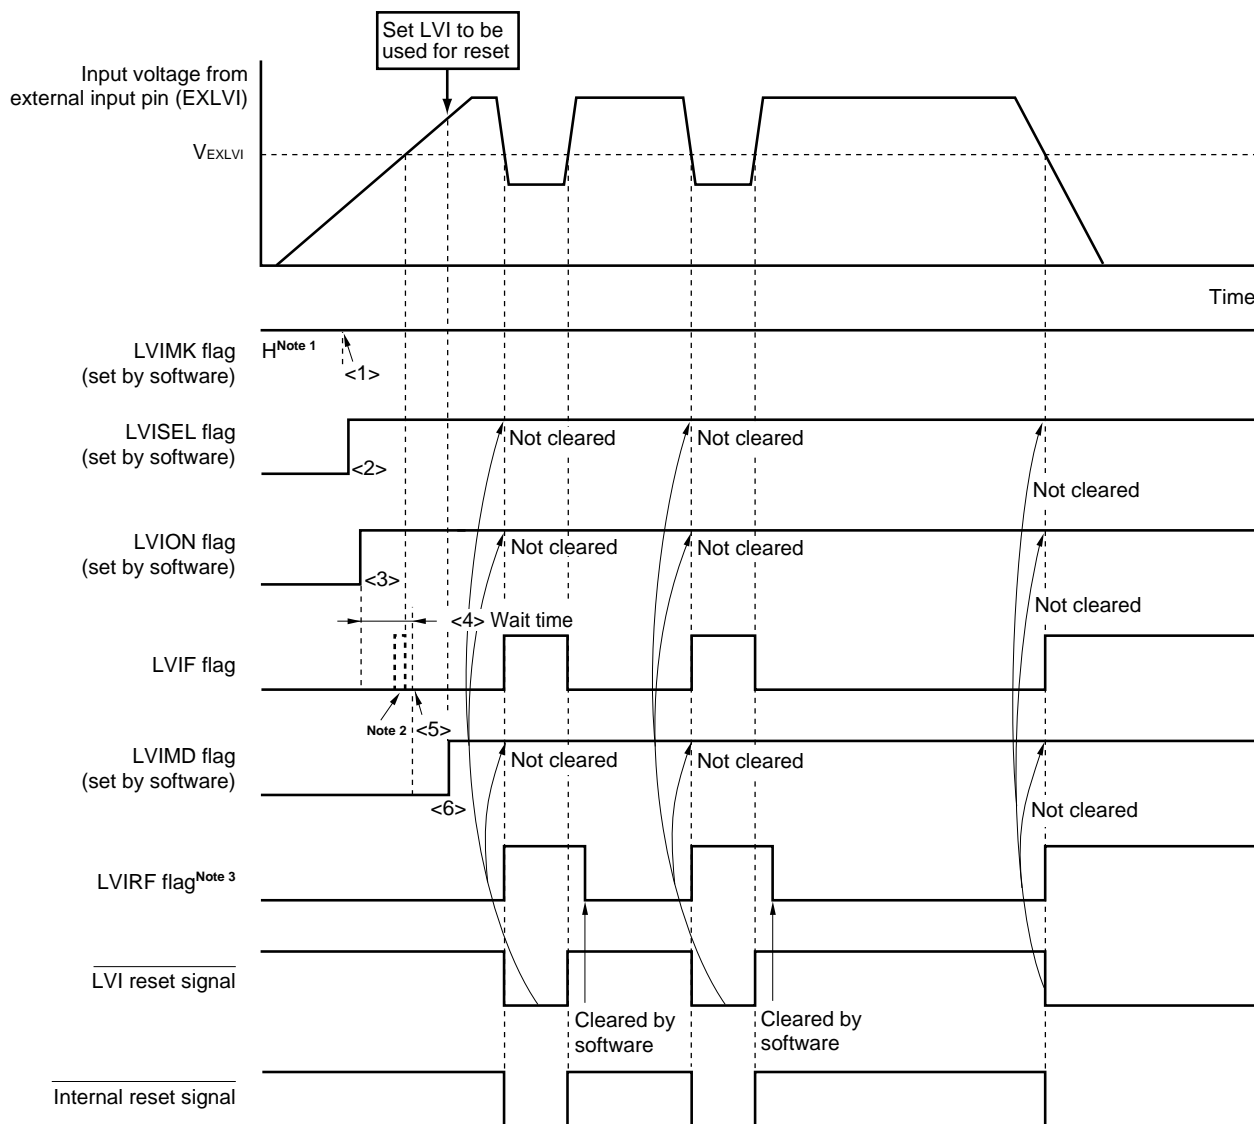 Set LVI to be
used for reset
Input voltage from
external input pin (EXLVI)
VEXLVI
Time
LVIMK flag
(set by software)
HNote 1
<1>
LVISEL flag
(set by software)
<2>
Not cleared
Not cleared
Not cleared
LVION flag
(set by software)
<3>
Not cleared
Not cleared
Not cleared
<4> Wait time
LVIF flag
Note 2
<5>
LVIMD flag
(set by software)
<6>
Not cleared
Not cleared
Not cleared
LVIRF flagNote 3
LVI reset signal
Cleared by
software
Cleared by
software
Internal reset signal